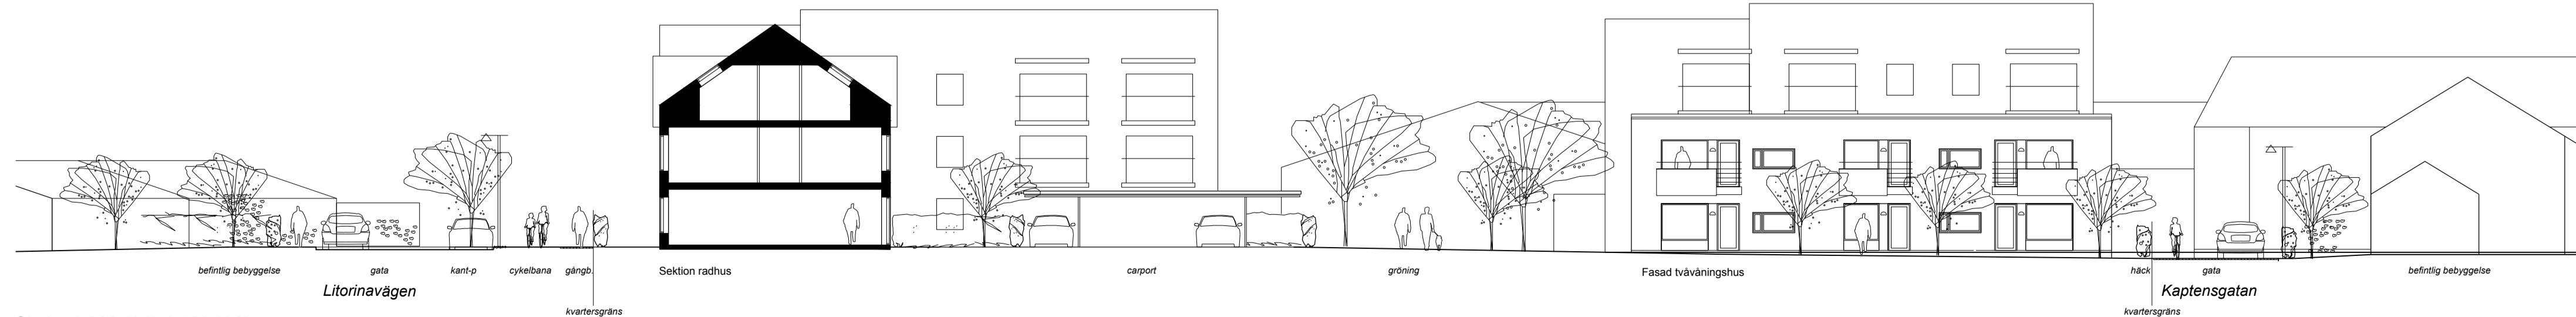 befintlig bebyggelse
gata
kant-p
cykelbana
gångb.
Sektion radhus
carport
gröning
Fasad tvåvåningshus
häck
gata
befintlig bebyggelse
Litorinavägen
Kaptensgatan
kvartersgräns
kvartersgräns